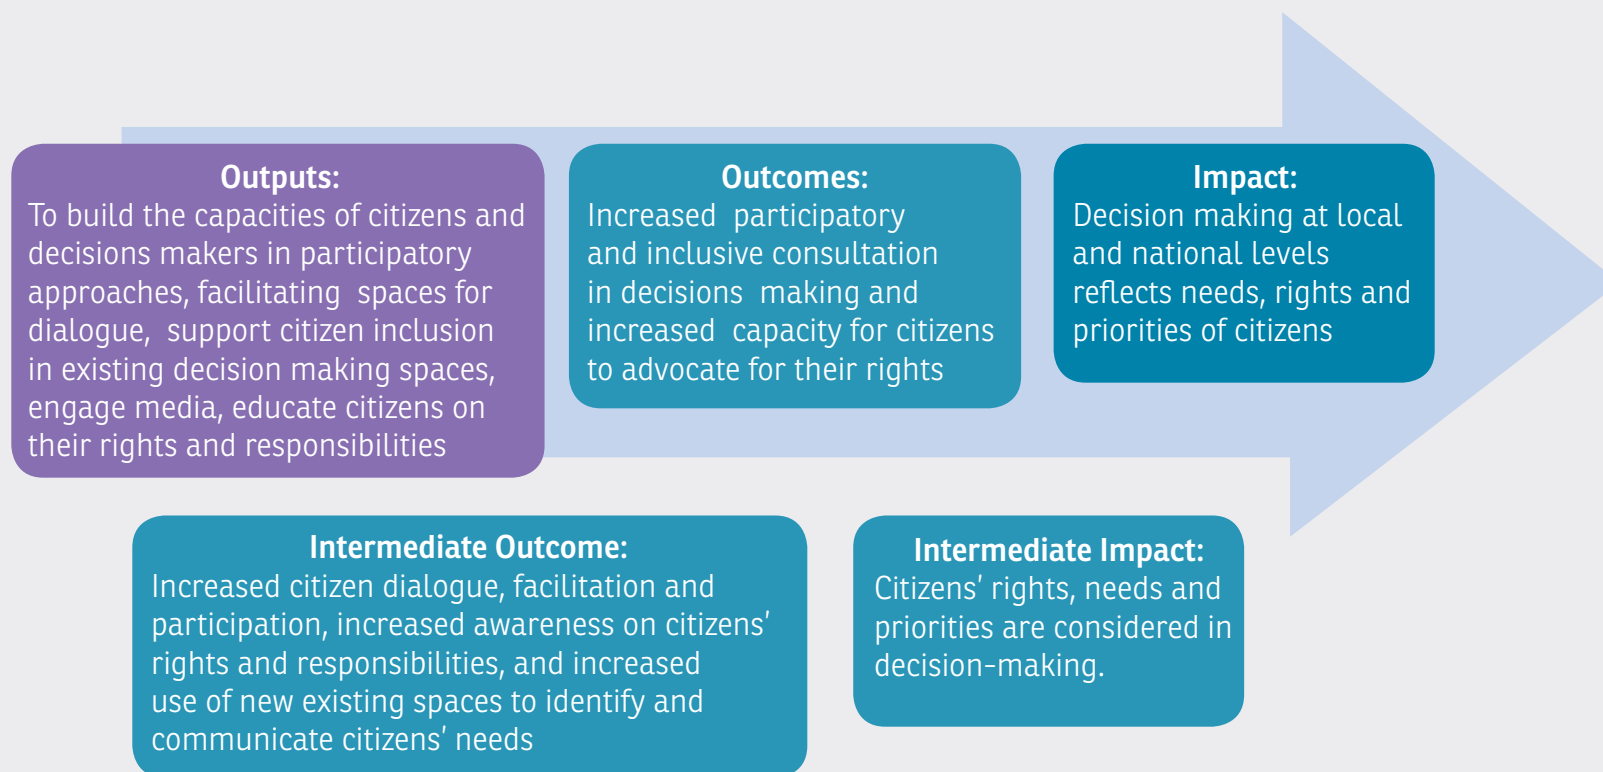 Outputs:
To build the capacities of citizens and
decisions makers in participatory
approaches, facilitating  spaces for
dialogue,  support citizen inclusion
in existing decision making spaces,
engage media, educate citizens on
their rights and responsibilities
Outcomes:
Increased  participatory
and inclusive consultation
in decisions  making and
increased  capacity for citizens
to advocate for their rights
Impact:
Decision making at local
and national levels
reflects needs, rights and
priorities of citizens
Intermediate Outcome:
Increased citizen dialogue, facilitation and
participation, increased awareness on citizens’
rights and responsibilities, and increased
use of new existing spaces to identify and
communicate citizens’ needs
Intermediate Impact:
Citizens’ rights, needs and
priorities are considered in
decision-making.